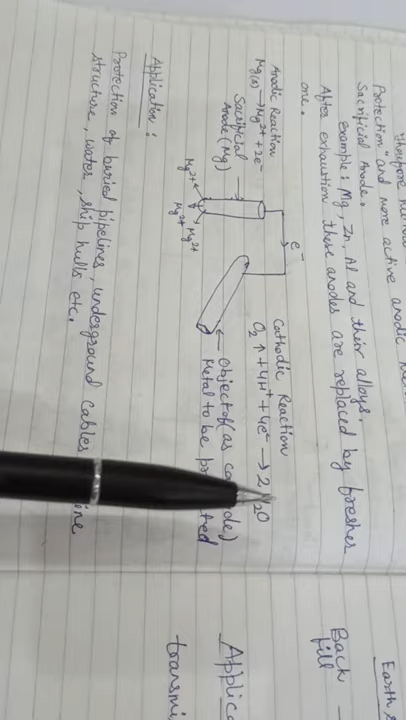 Protection" and more active anodic
Sacrificial Anode.
Example: Mg, Zn, Al and their alloys.
After exhaustion these anodes are replaced by fresher
one.
Anodic Reaction
Mg(s) → Mg²⁺ + 2e⁻
Sacrificial
Anode (Mg)
Mg²⁺
Mg²⁺
Mg²⁺
e⁻
Cathodic Reaction
O₂ ↑ + 4H⁺ + 4e⁻ → 2 H₂O
← Object of (as
Metal to be
Application:
Protection of buried pipelines, underground cables
structure, water, ship hulls etc.
Earth
Back
fill
Applic
transmi